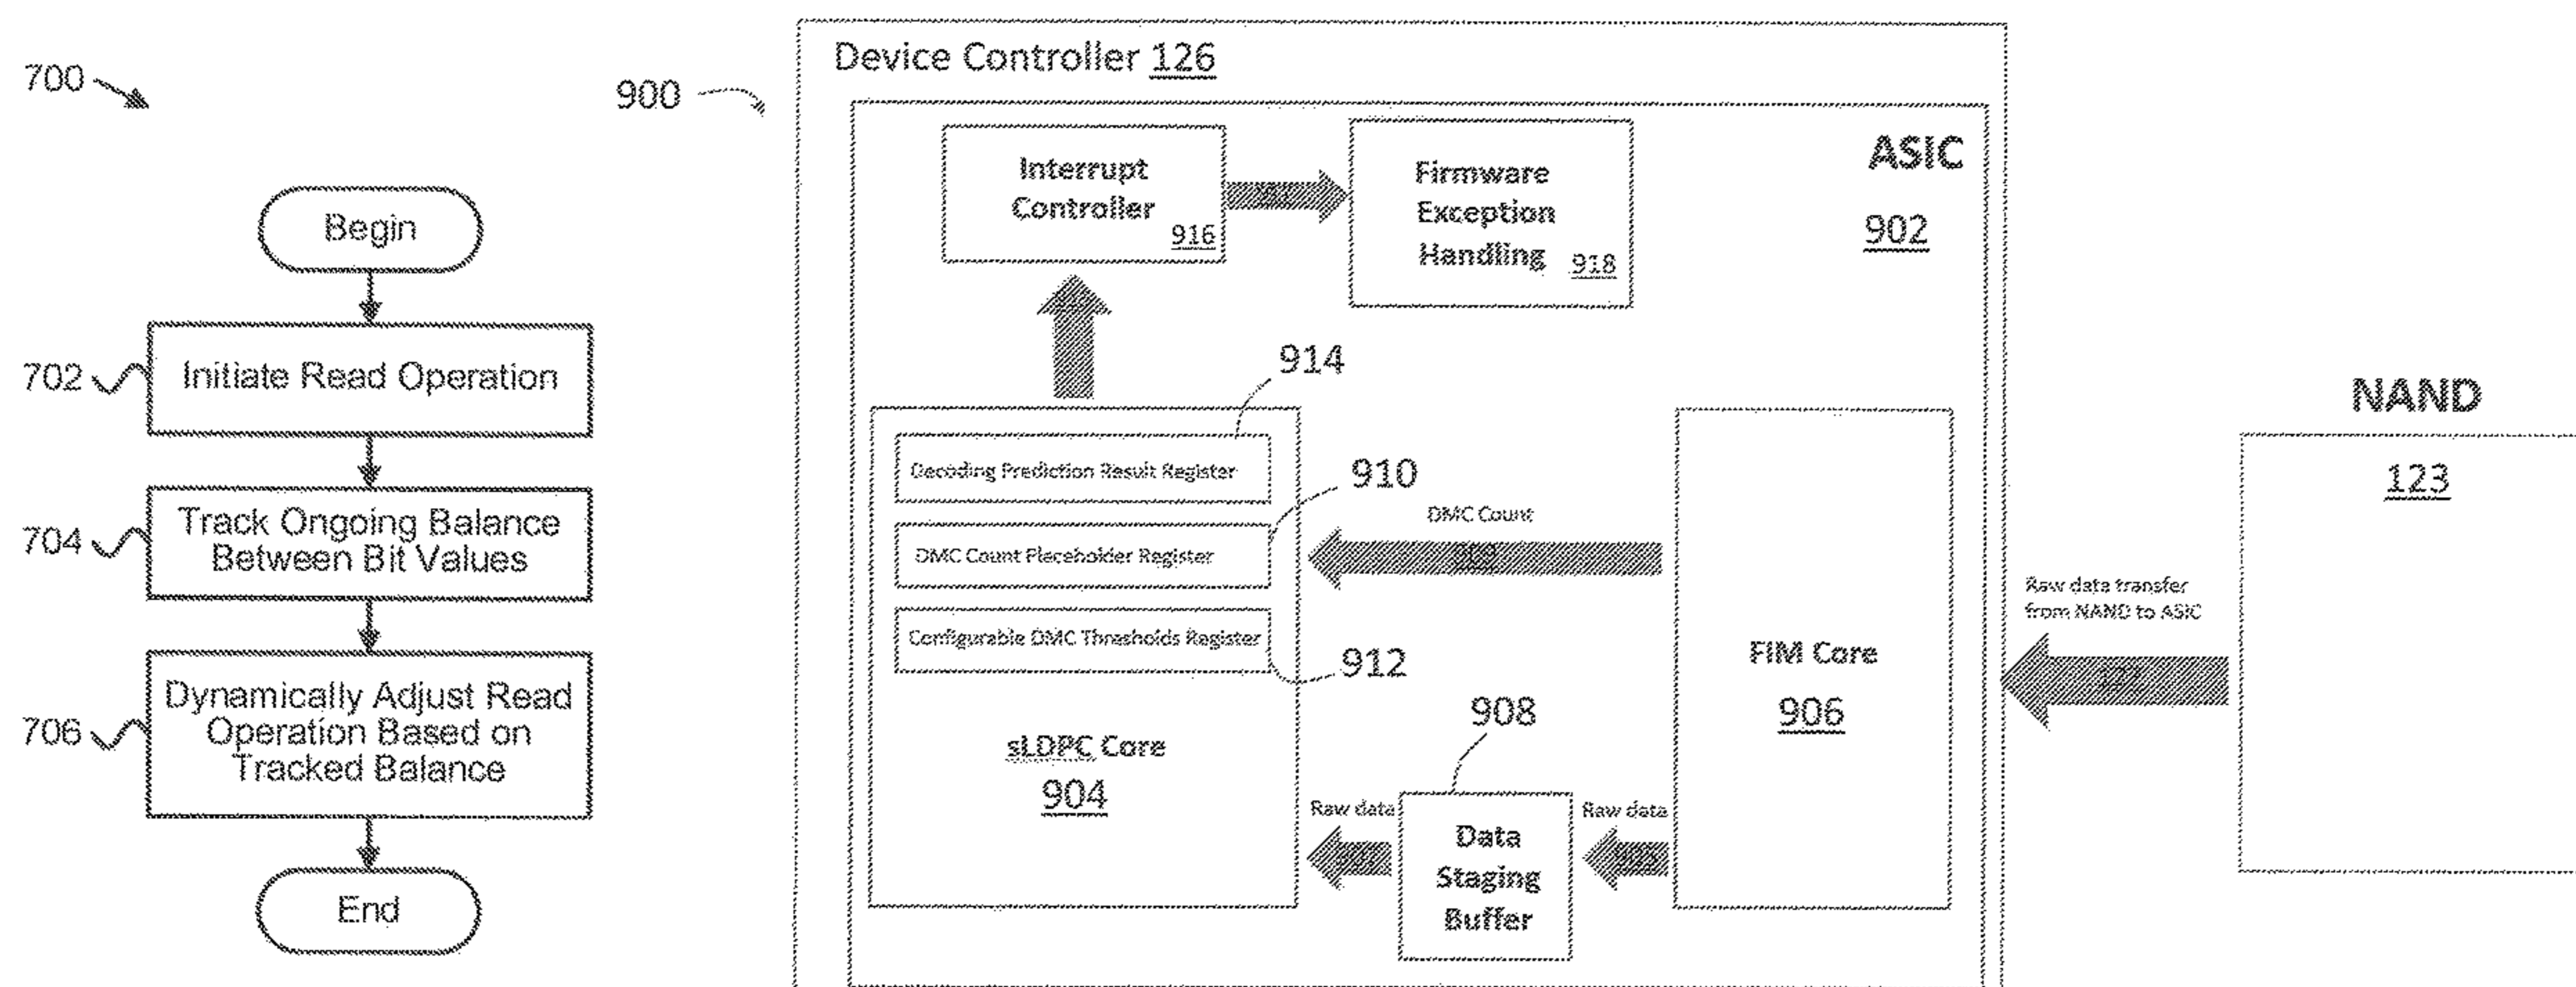 700
Begin
702
Initiate Read Operation
704
Track Ongoing Balance
Between Bit Values
706
Dynamically Adjust Read
Operation Based on
Tracked Balance
End
900
Device Controller 126
ASIC
902
Interrupt
Controller
916
Firmware
Exception
Handling 918
914
Decoding Prediction Result Register
910
DMC Count Placeholder Register
Configurable DMC Thresholds Register
912
sLDPC Core
904
DMC Count
909
908
Raw data
Data
Staging
Buffer
Raw data
905
FIM Core
906
Raw data transfer
from NAND to ASIC
122
NAND
123